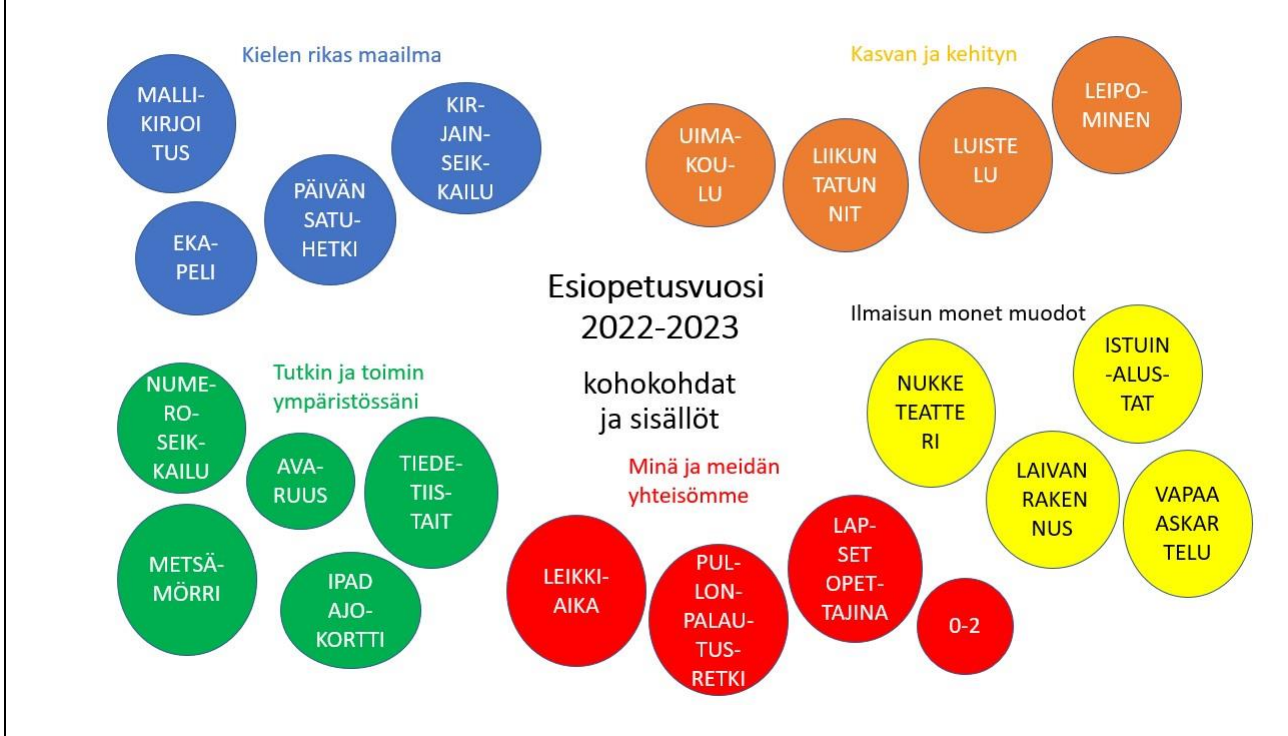 Kielen rikas maailma
MALLI-
KIRJOI
TUS
KIR-
JAIN-
SEIK-
KAILU
PÄIVÄN
SATU-
HETKI
EKA-
PELI
Kasvan ja kehityn
UIMA-
KOU-
LU
LIIKUN
TATUN
NIT
LUISTE
LU
LEIPO-
MINEN
Esiopetusvuosi
2022-2023
kohokohdat
ja sisällöt
Ilmaisun monet muodot
NUKKE
TEATTE
RI
ISTUIN
-ALUS-
TAT
LAIVAN
RAKEN
NUS
VAPAA
ASKAR
TELU
Tutkin ja toimin
ympäristössäni
NUME-
RO-
SEIK-
KAILU
AVA-
RUUS
TIEDE-
TIIS-
TAIT
METSÄ-
MÖRRI
IPAD
AJO-
KORTTI
Minä ja meidän
yhteisömme
LEIKKI-
AIKA
PUL-
LON-
PALAU-
TUS-
RETKI
LAP-
SET
OPET-
TAJINA
0-2